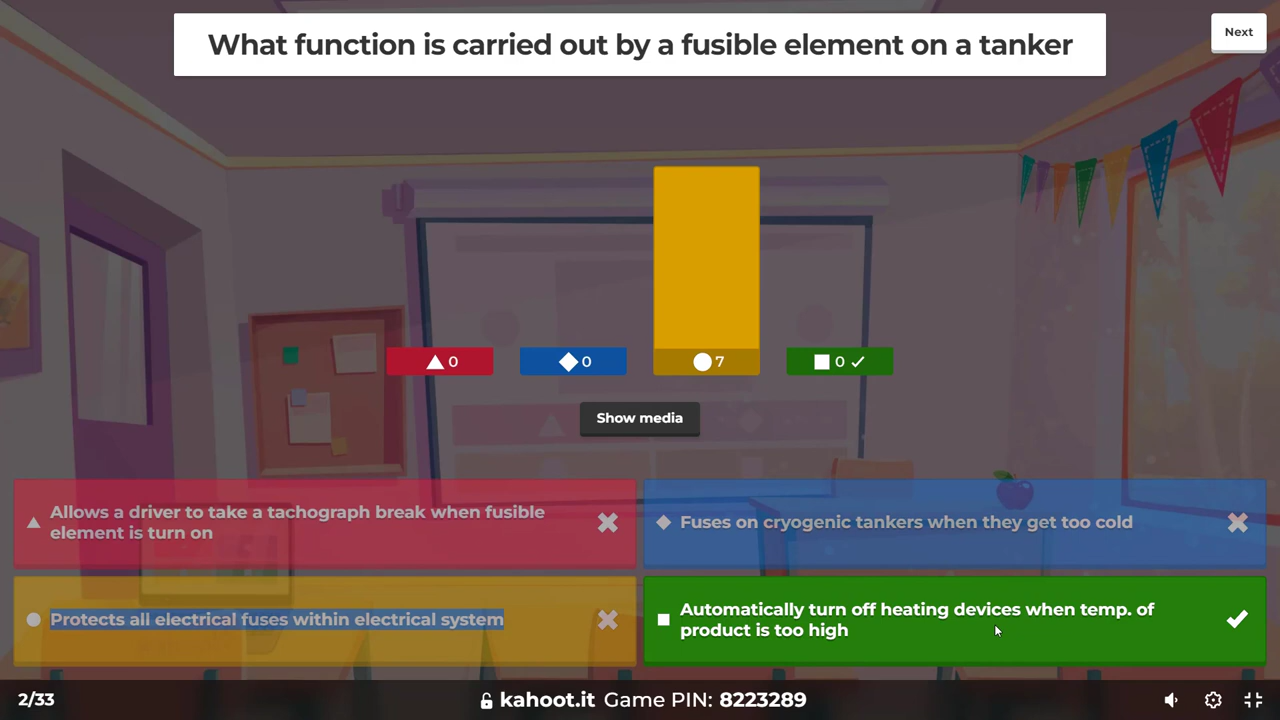 What function is carried out by a fusible element on a tanker
Next
0
0
7
0
Show media
Allows a driver to take a tachograph break when fusible
element is turn on
Fuses on cryogenic tankers when they get too cold
Protects all electrical fuses within electrical system
Automatically turn off heating devices when temp. of
product is too high
2/33
kahoot.it Game PIN: 8223289